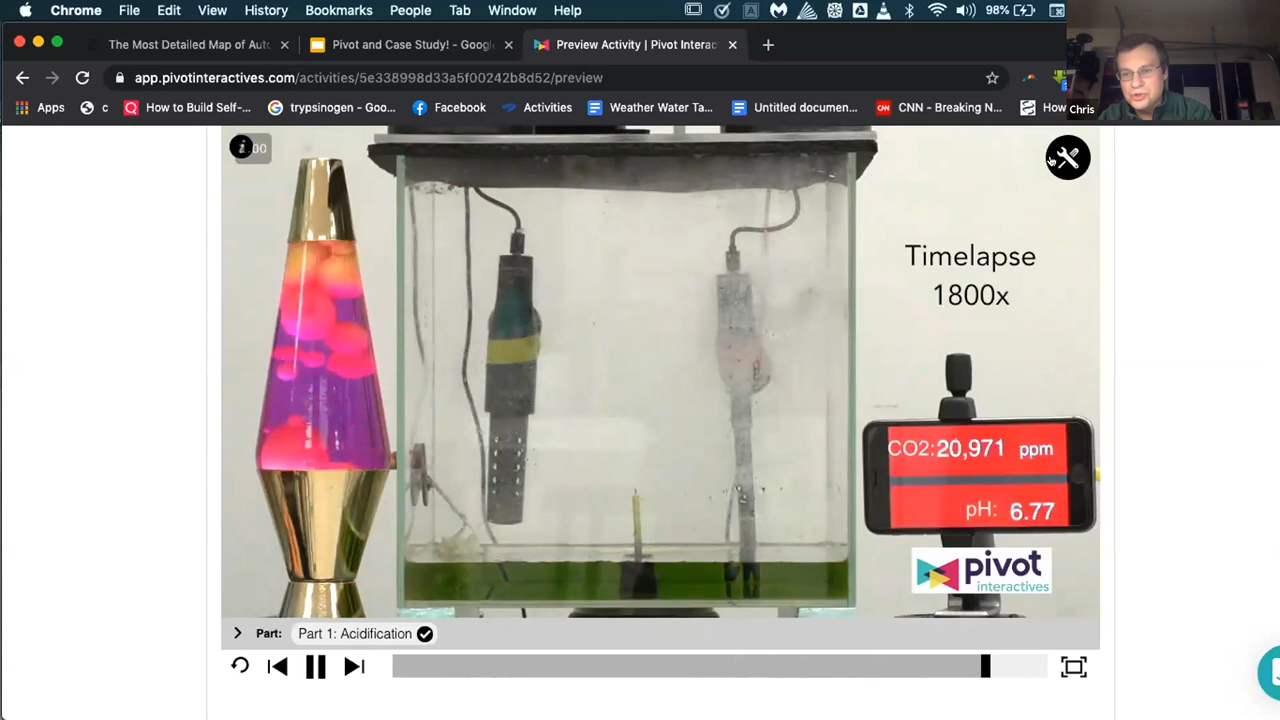 Chrome File Edit View History Bookmarks People Tab Window Help 98%
The Most Detailed Map of Aut
Pivot and Case Study! - Google
Preview Activity | Pivot Interac
app.pivotinteractives.com/activities/5e338998d33a5f00242b8d52/preview
Apps c How to Build Self-... trypsinogen - Goo... Facebook Activities Weather Water Ta... Untitled documen... CNN - Breaking N... How
Chris
Timelapse
1800x
CO2:20,971 ppm
pH: 6.77
pivot
interactives
Part: Part 1: Acidification